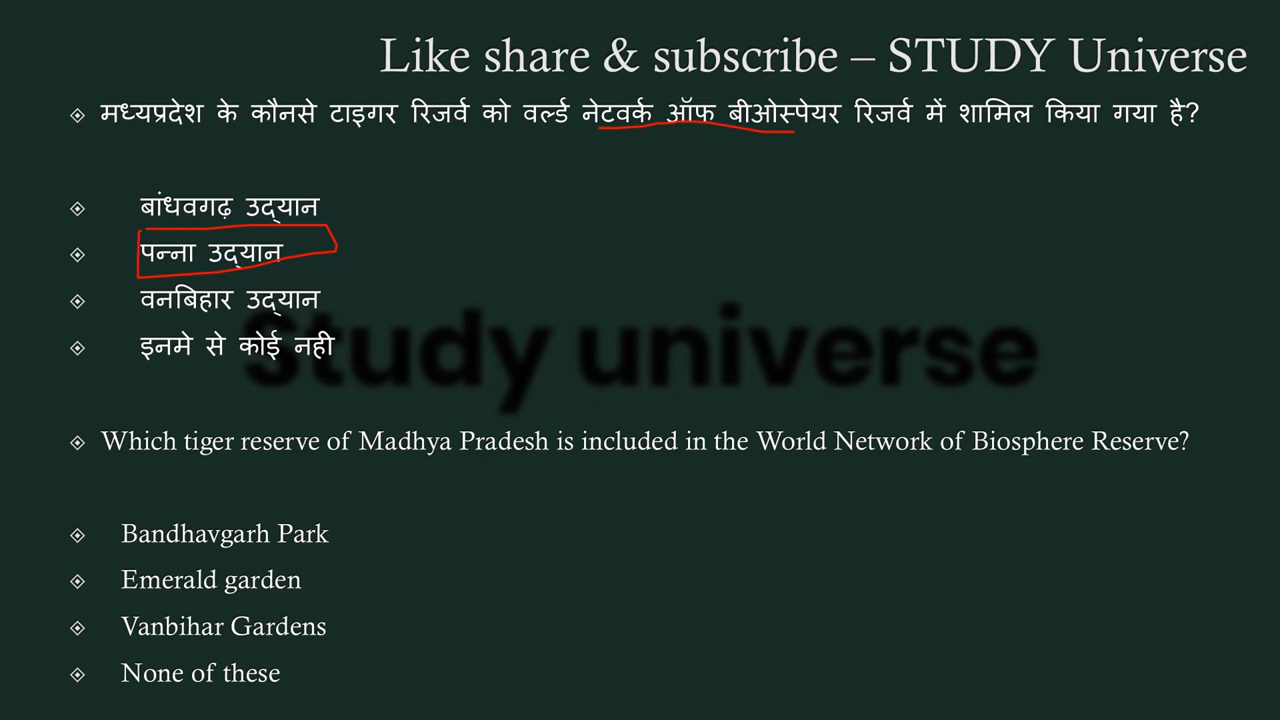 Like share & subscribe – STUDY Universe
मध्यप्रदेश के कौनसे टाइगर रिजर्व को वर्ल्ड नेटवर्क ऑफ बीओस्पेयर रिजर्व में शामिल किया गया है?
बांधवगढ़ उद्यान
पन्ना उद्यान
वनबिहार उद्यान
इनमे से कोई नही
Study universe
Which tiger reserve of Madhya Pradesh is included in the World Network of Biosphere Reserve?
Bandhavgarh Park
Emerald garden
Vanbihar Gardens
None of these